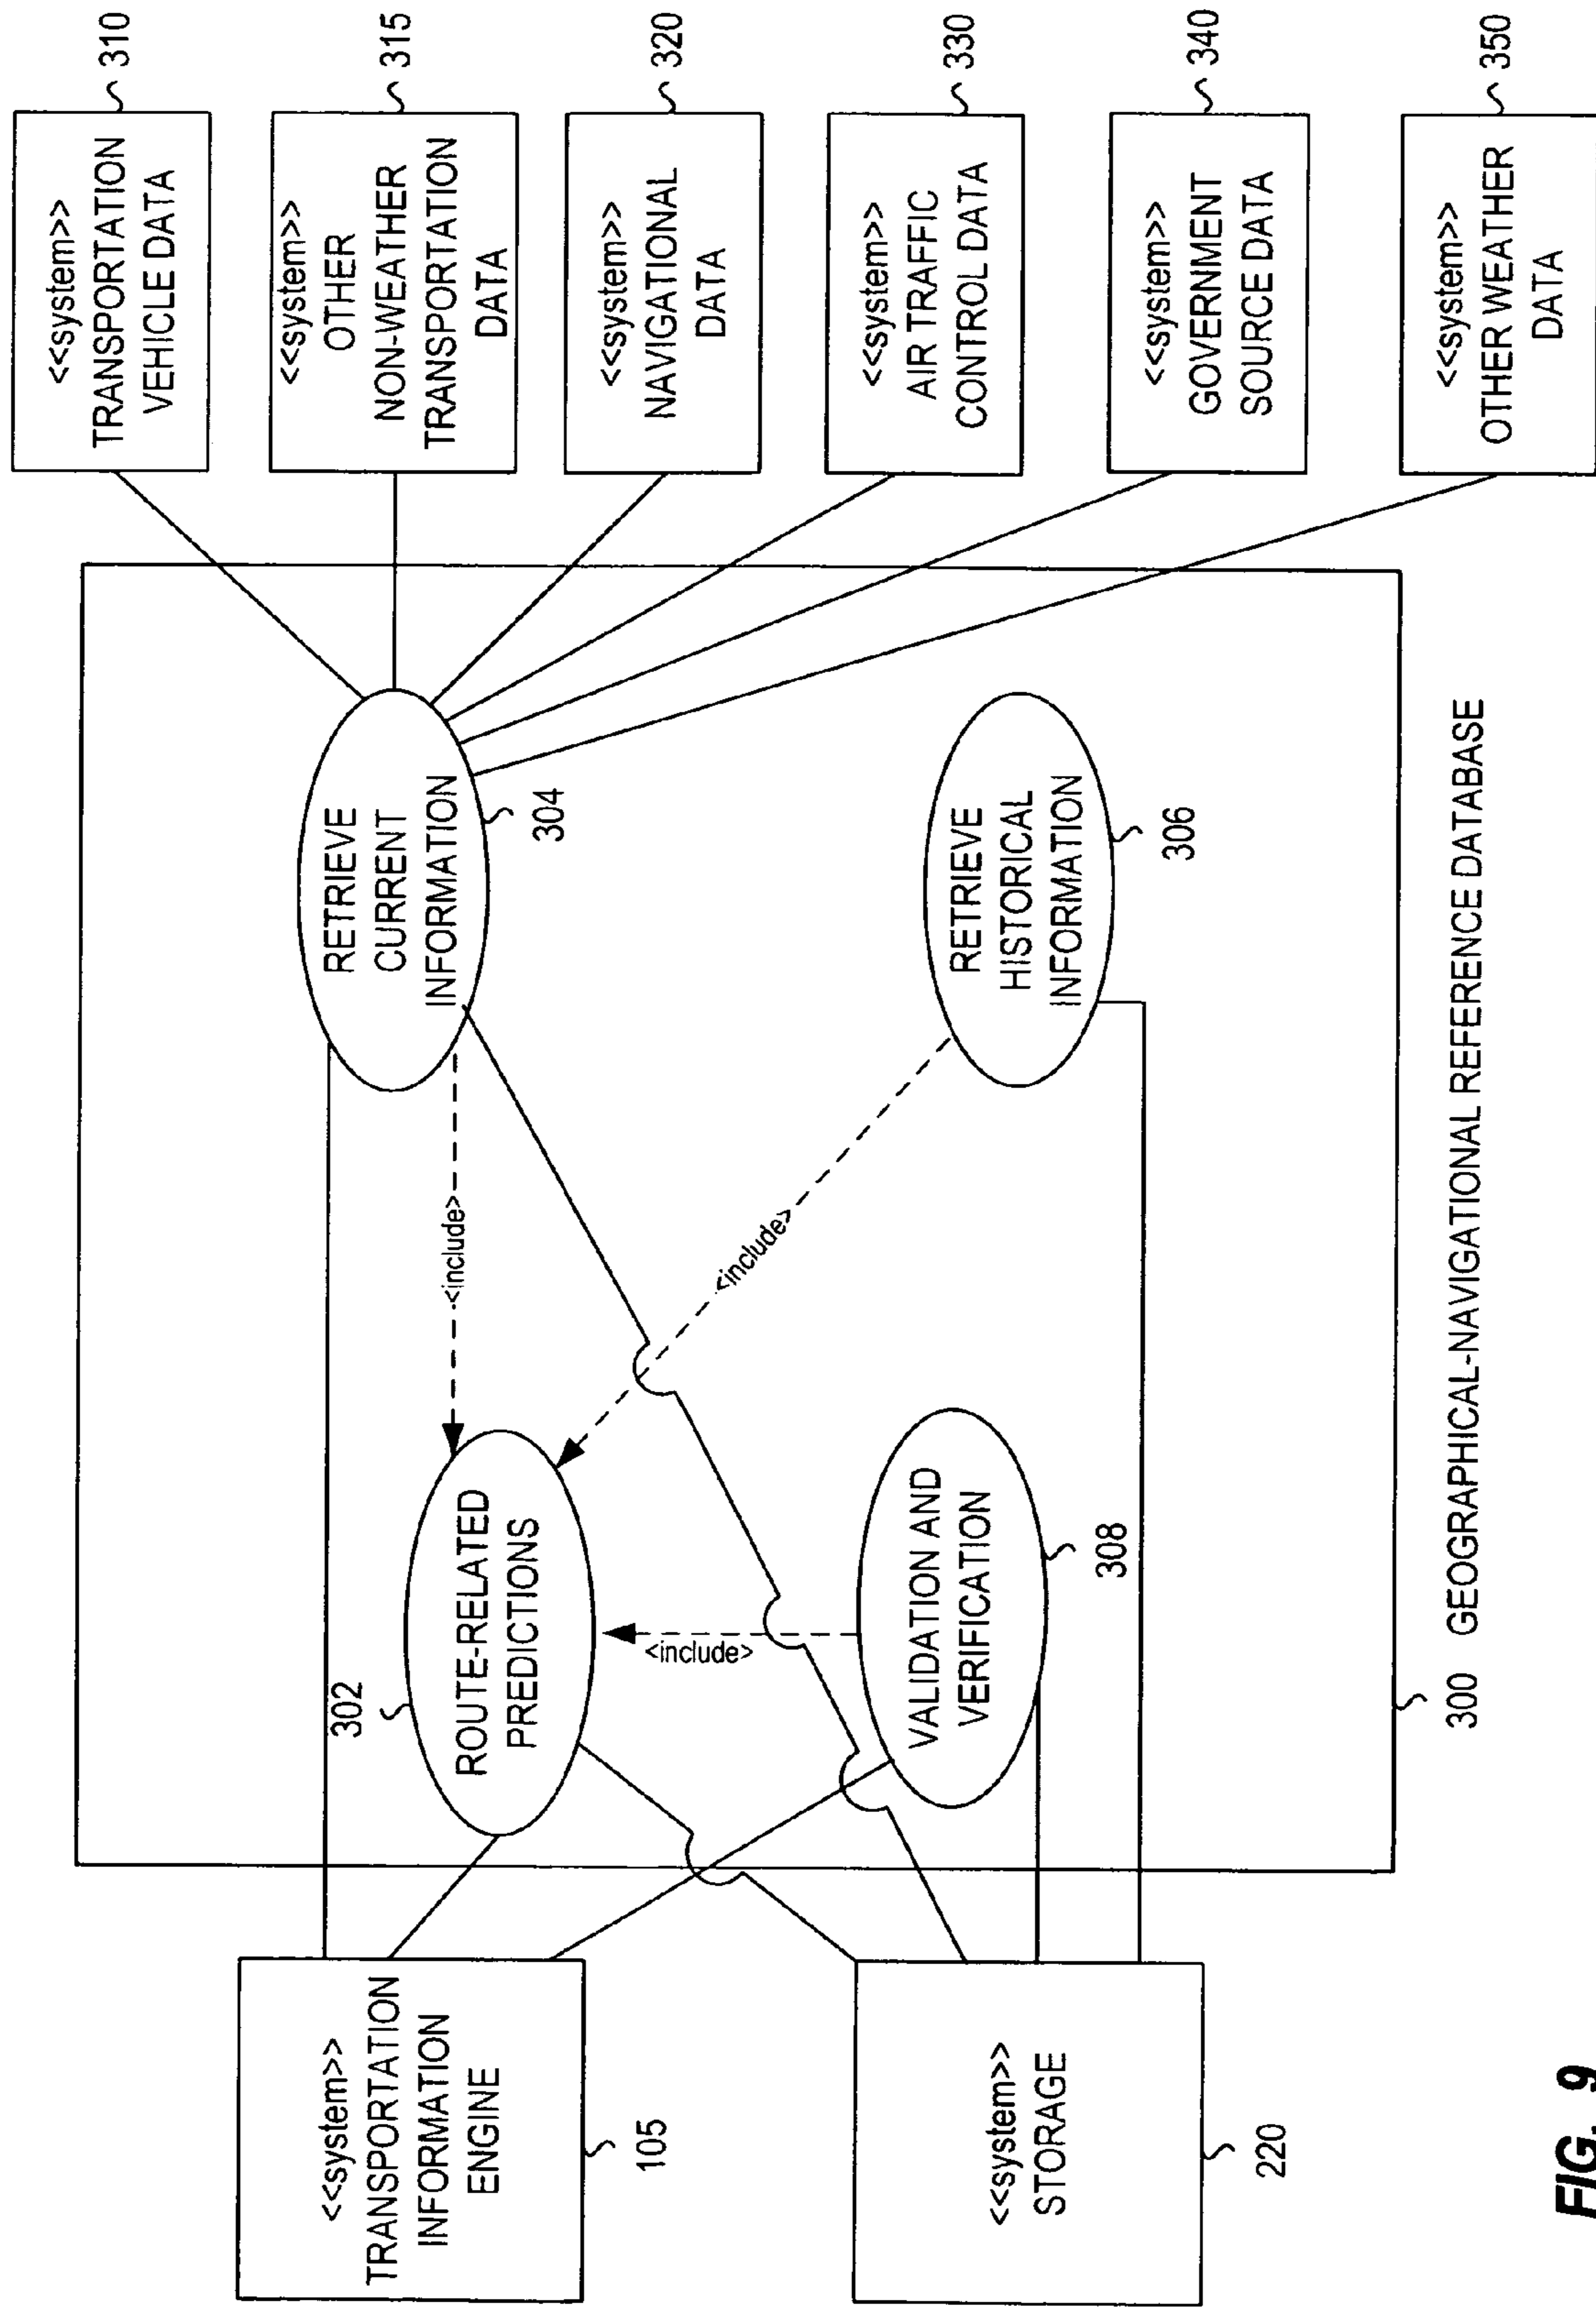 <<system>>
TRANSPORTATION
VEHICLE DATA
310
<<system>>
OTHER
NON-WEATHER
TRANSPORTATION
DATA
315
<<system>>
NAVIGATIONAL
DATA
320
<<system>>
AIR TRAFFIC
CONTROL DATA
330
<<system>>
GOVERNMENT
SOURCE DATA
340
<<system>>
OTHER WEATHER
DATA
350
RETRIEVE
CURRENT
INFORMATION
304
RETRIEVE
HISTORICAL
INFORMATION
306
<include>
<include>
<include>
302
ROUTE-RELATED
PREDICTIONS
VALIDATION AND
VERIFICATION
308
<<system>>
TRANSPORTATION
INFORMATION
ENGINE
105
<<system>>
STORAGE
220
300 GEOGRAPHICAL-NAVIGATIONAL REFERENCE DATABASE
FIG. 9